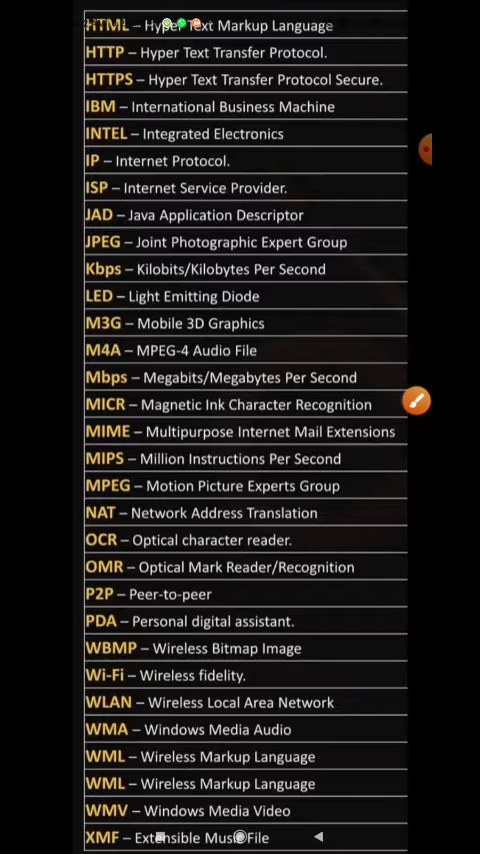 HTML – Hyper Text Markup Language
HTTP – Hyper Text Transfer Protocol.
HTTPS – Hyper Text Transfer Protocol Secure.
IBM – International Business Machine
INTEL – Integrated Electronics
IP – Internet Protocol.
ISP – Internet Service Provider.
JAD – Java Application Descriptor
JPEG – Joint Photographic Expert Group
Kbps – Kilobits/Kilobytes Per Second
LED – Light Emitting Diode
M3G – Mobile 3D Graphics
M4A – MPEG-4 Audio File
Mbps – Megabits/Megabytes Per Second
MICR – Magnetic Ink Character Recognition
MIME – Multipurpose Internet Mail Extensions
MIPS – Million Instructions Per Second
MPEG – Motion Picture Experts Group
NAT – Network Address Translation
OCR – Optical character reader.
OMR – Optical Mark Reader/Recognition
P2P – Peer-to-peer
PDA – Personal digital assistant.
WBMP – Wireless Bitmap Image
Wi-Fi – Wireless fidelity.
WLAN – Wireless Local Area Network
WMA – Windows Media Audio
WML – Wireless Markup Language
WML – Wireless Markup Language
WMV – Windows Media Video
XMF – Extensible Music File